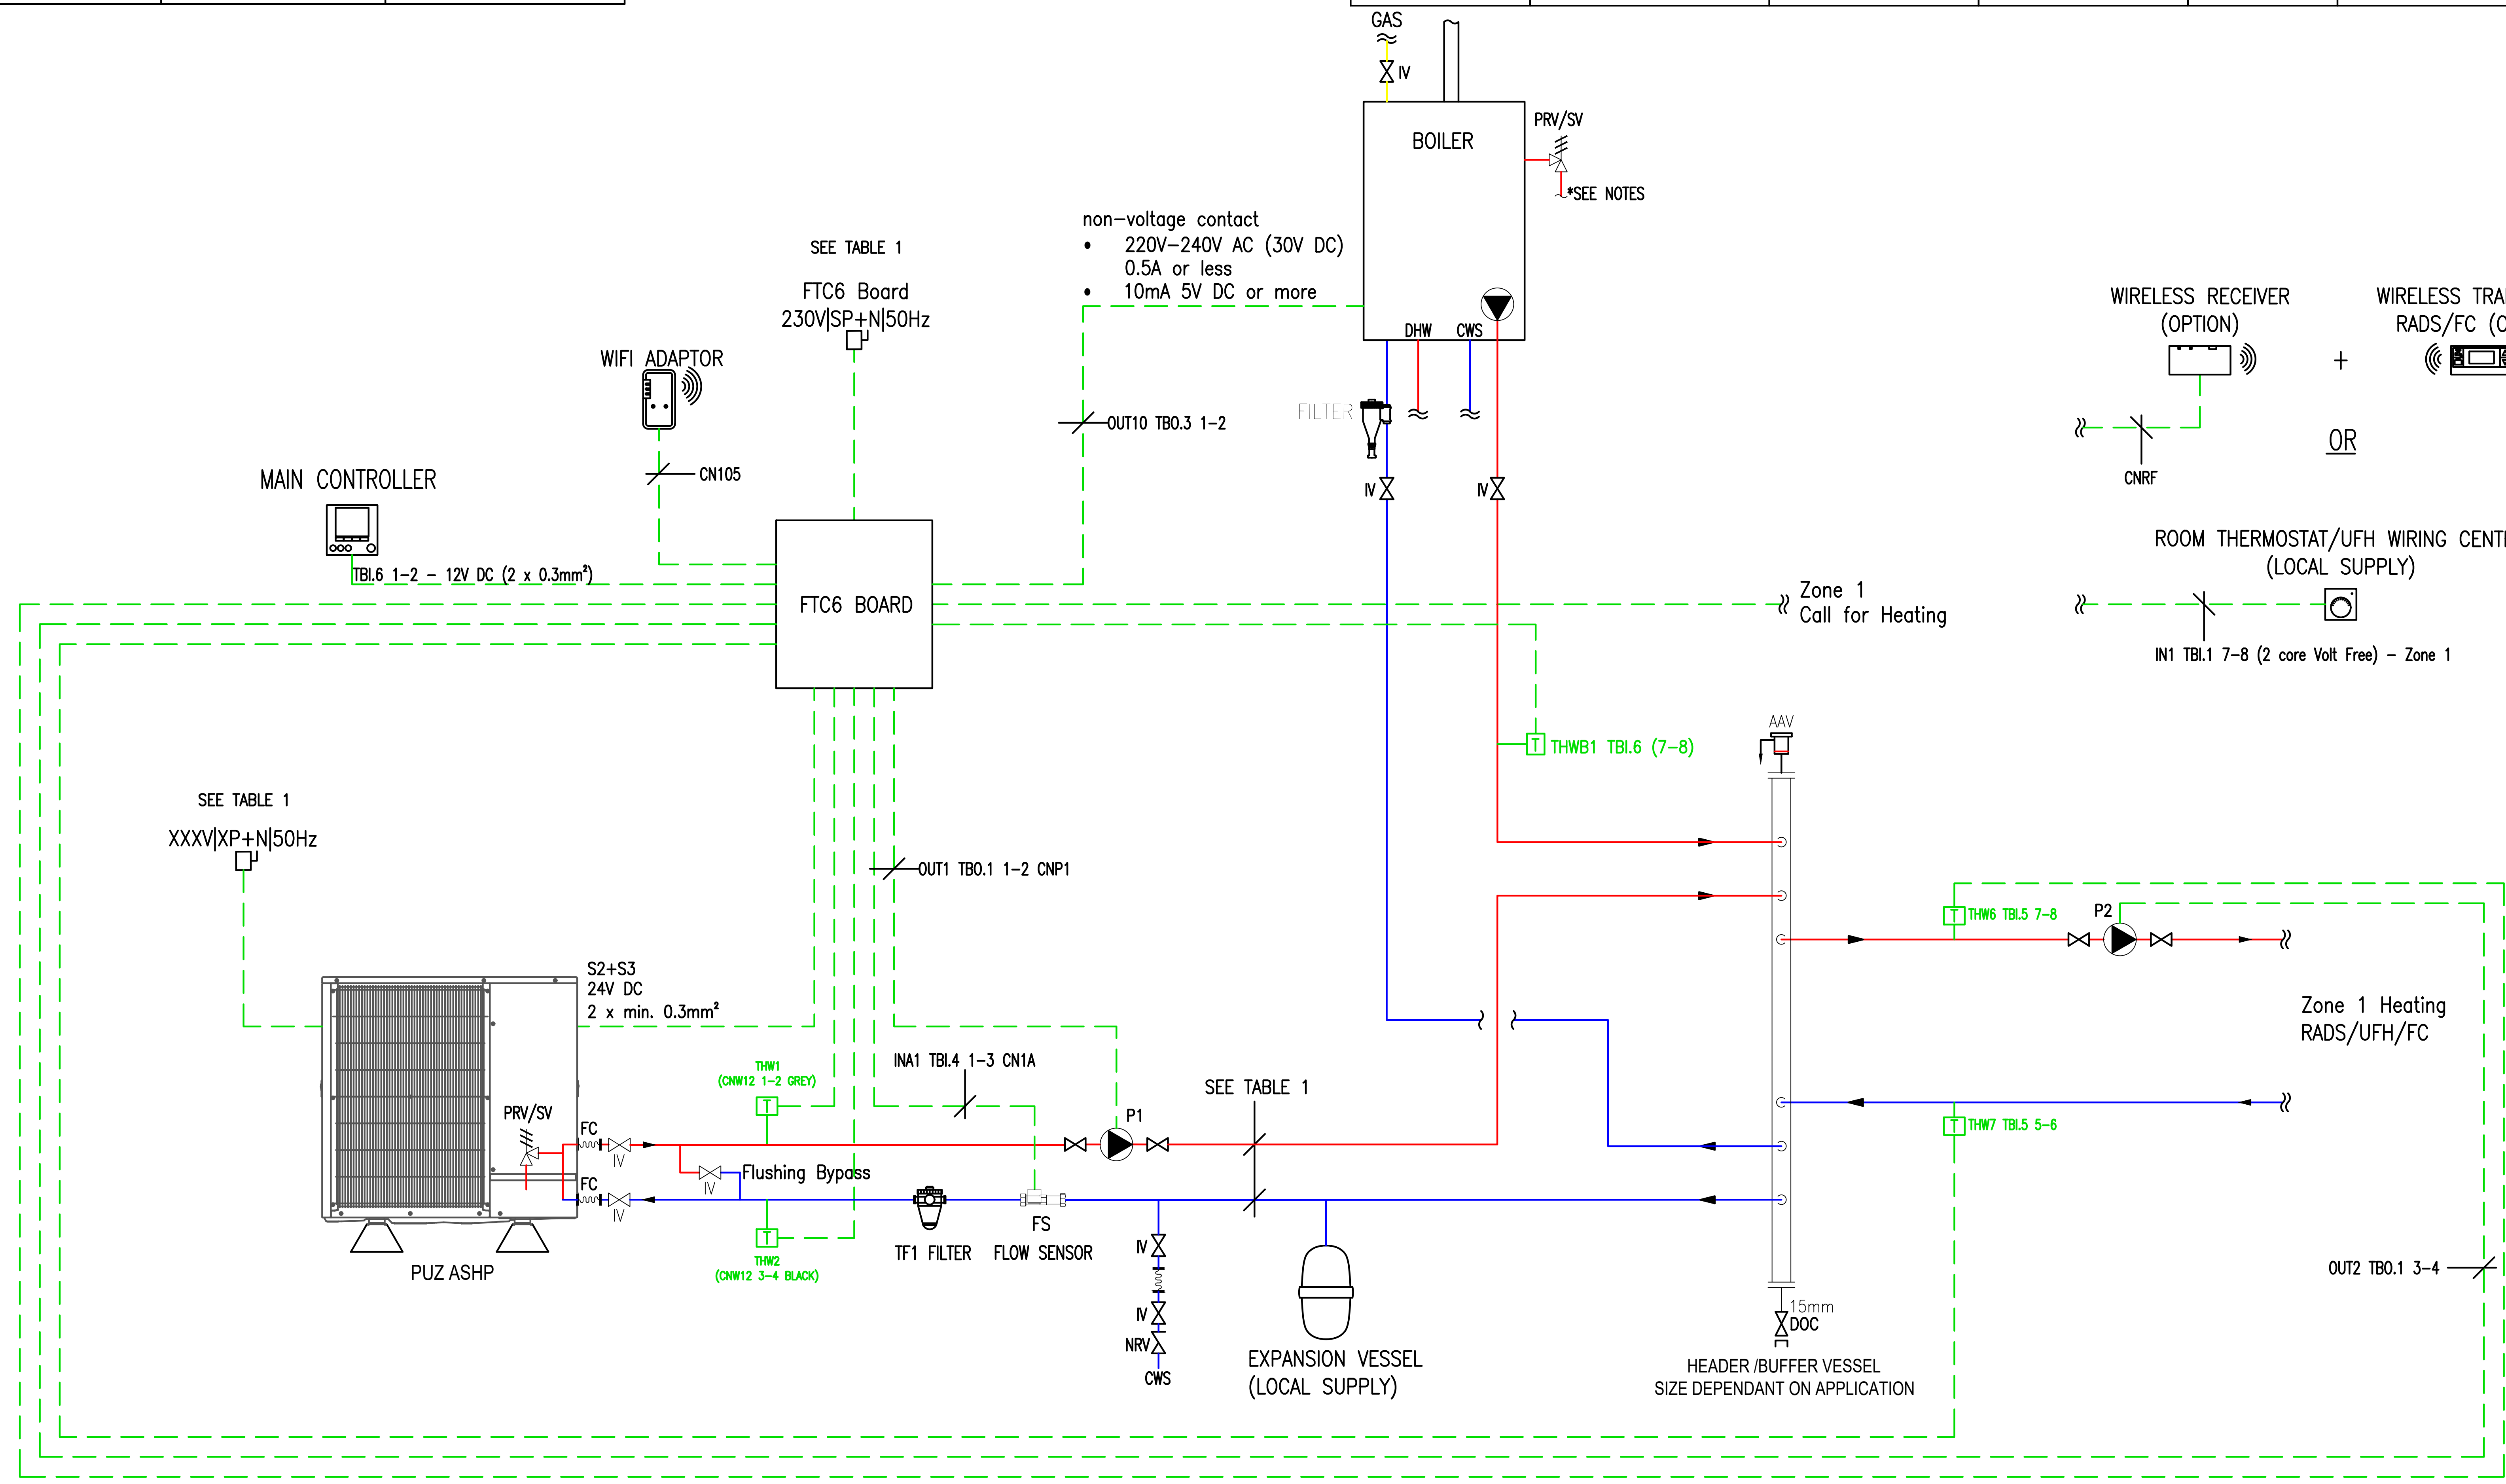 GAS
IV
BOILER
PRV/SV
*SEE NOTES
non-voltage contact
• 220V-240V AC (30V DC)
0.5A or less
• 10mA 5V DC or more
SEE TABLE 1
FTC6 Board
230V|SP+N|50Hz
WIFI ADAPTOR
CN105
MAIN CONTROLLER
TBI.6 1-2 - 12V DC (2 x 0.3mm²)
FTC6 BOARD
OUT10 TBO.3 1-2
DHW
CWS
FILTER
IV
IV
WIRELESS RECEIVER
(OPTION)
+
WIRELESS
RADS/FC
CNRF
OR
ROOM THERMOSTAT/UFH WIRING
(LOCAL SUPPLY)
IN1 TBI.1 7-8 (2 core Volt Free) - Zone 1
Zone 1
Call for Heating
THWB1 TBI.6 (7-8)
T
AAV
SEE TABLE 1
XXXV|XP+N|50Hz
OUT1 TBO.1 1-2 CNP1
S2+S3
24V DC
2 x min. 0.3mm²
THW1
(CNW12 1-2 GREY)
T
INA1 TBI.4 1-3 CN1A
SEE TABLE 1
P1
PRV/SV
FC
IV
Flushing Bypass
IV
FC
IV
T
THW2
(CNW12 3-4 BLACK)
PUZ ASHP
TF1 FILTER
FS
FLOW SENSOR
IV
IV
NRV
CWS
EXPANSION VESSEL
(LOCAL SUPPLY)
T
THW6 TBI.5 7-8
P2
Zone 1 Heating
RADS/UFH/FC
T
THW7 TBI.5 5-6
OUT2 TBO.1 3-4
15mm
DOC
HEADER /BUFFER VESSEL
SIZE DEPENDANT ON APPLICATION